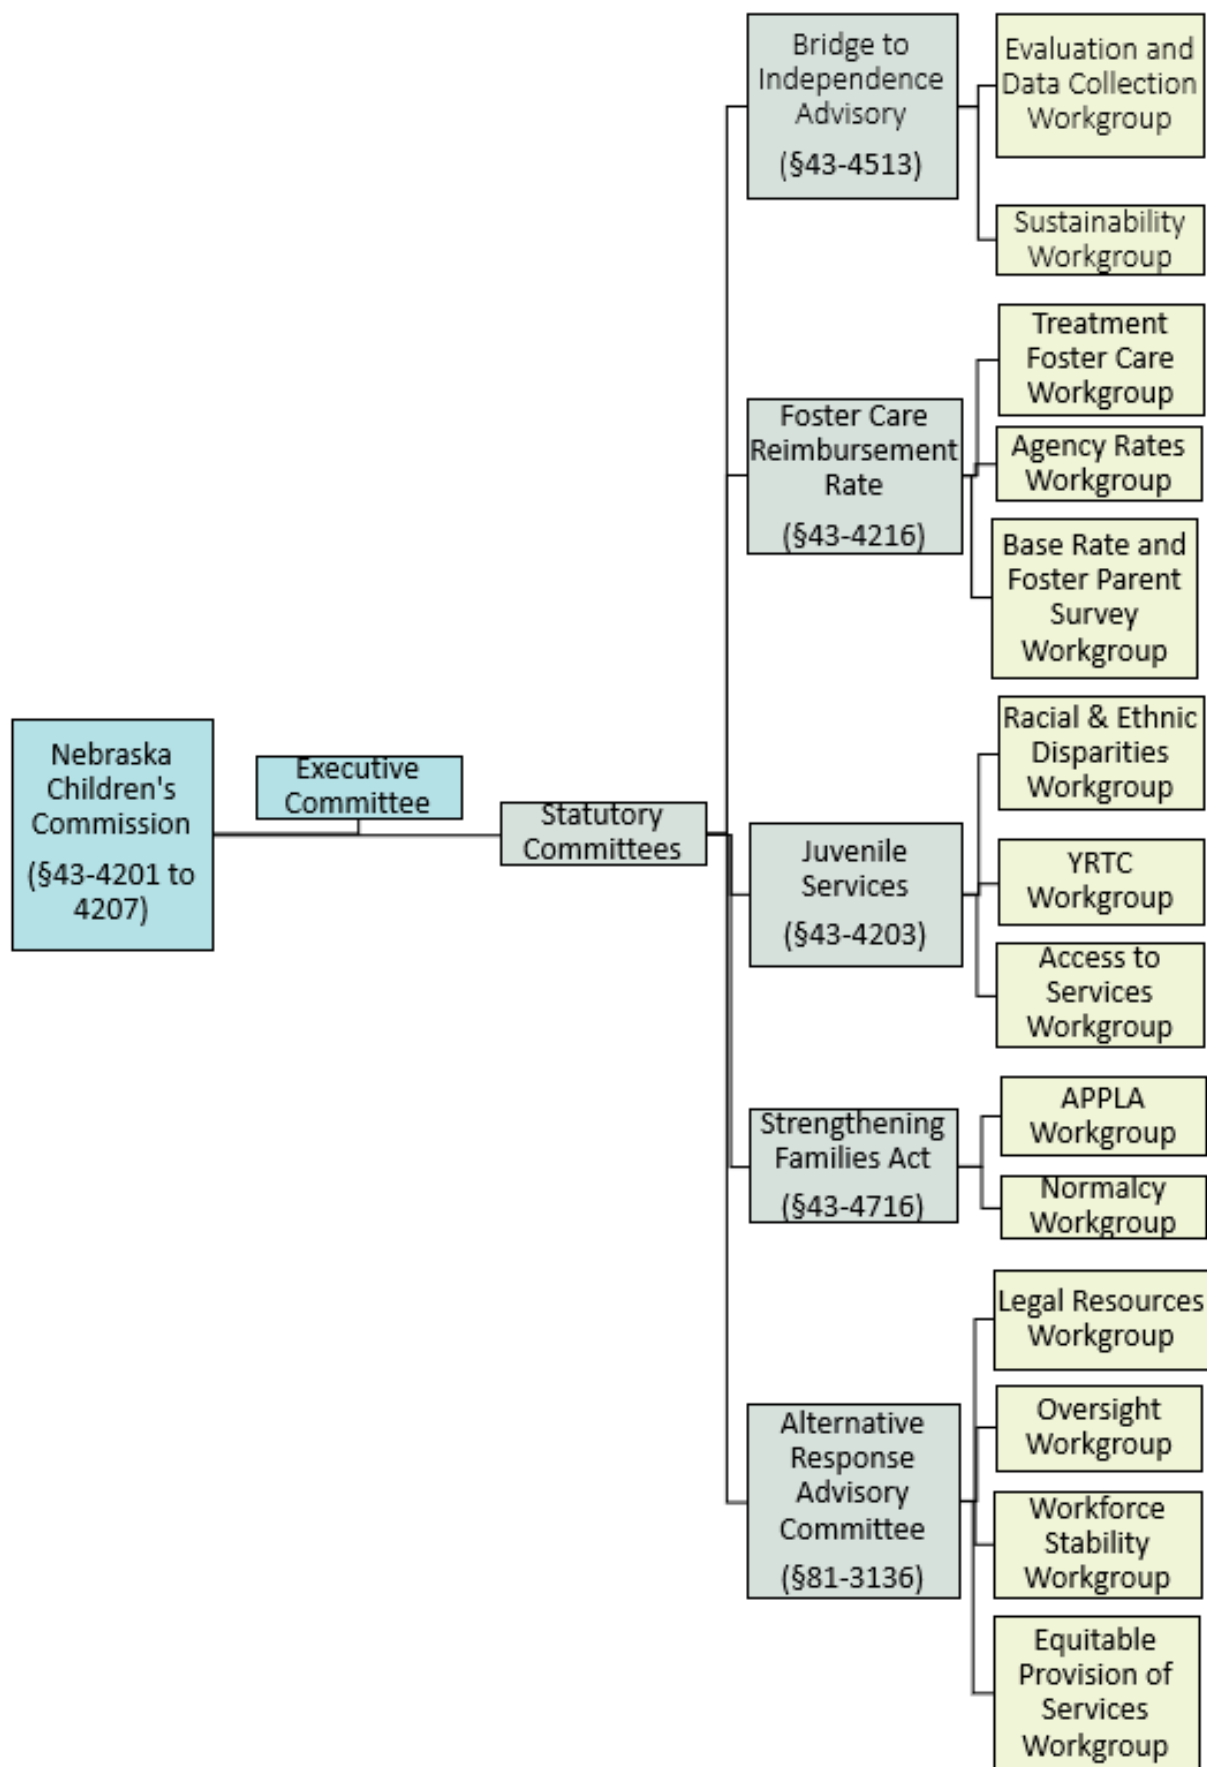 Nebraska
Children's
Commission
(§43-4201 to
4207)
Executive
Committee
Statutory
Committees
Bridge to
Independence
Advisory
(§43-4513)
Evaluation and
Data Collection
Workgroup
Sustainability
Workgroup
Foster Care
Reimbursement
Rate
(§43-4216)
Treatment
Foster Care
Workgroup
Agency Rates
Workgroup
Base Rate and
Foster Parent
Survey
Workgroup
Juvenile
Services
(§43-4203)
Racial & Ethnic
Disparities
Workgroup
YRTC
Workgroup
Access to
Services
Workgroup
Strengthening
Families Act
(§43-4716)
APPLA
Workgroup
Normalcy
Workgroup
Alternative
Response
Advisory
Committee
(§81-3136)
Legal Resources
Workgroup
Oversight
Workgroup
Workforce
Stability
Workgroup
Equitable
Provision of
Services
Workgroup